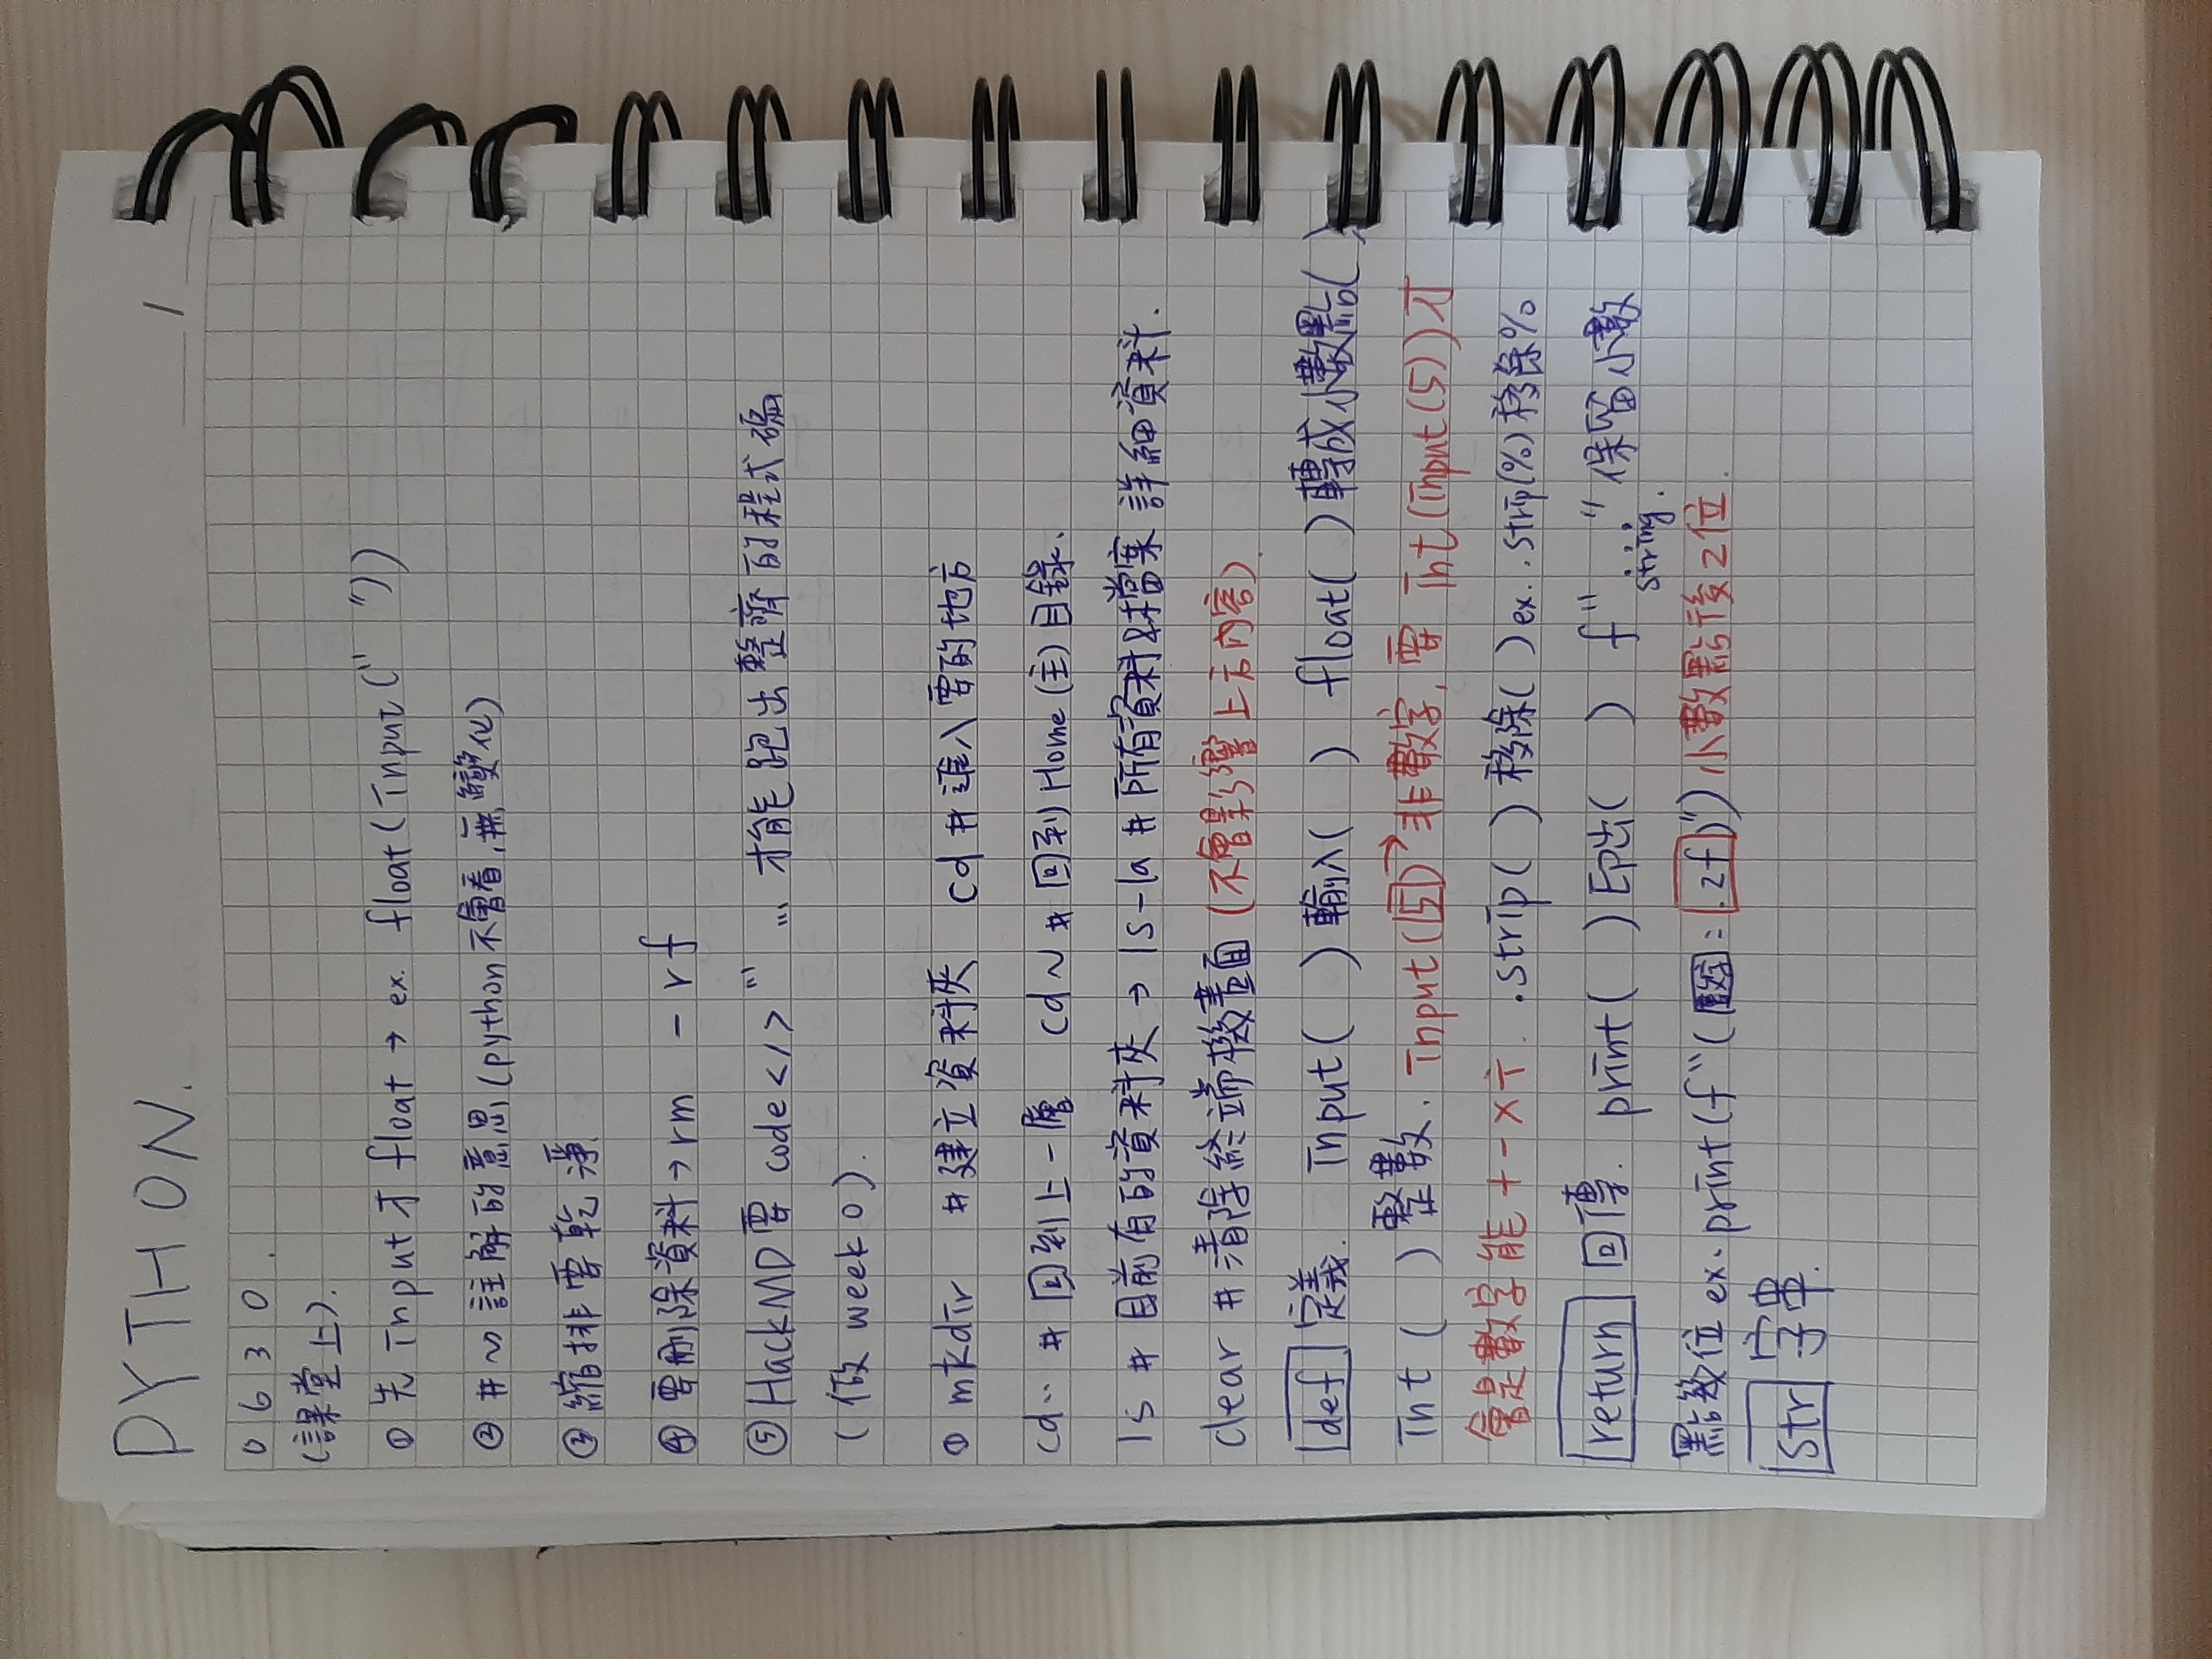 PYTHON.
/
0630.
(課堂上).
① 先 input 才 float → ex. float(input(" "))
② # ~ 註解的意思(python 不會看,無變化)
③ 縮排要乾淨
④ 要刪除資料→rm -rf
⑤ HackMD要 code</> ''' ... 才能跑出整齊的程式碼
(做 week 0).
① mkdir #建立資料夾 cd #進入要的地方
cd.. # 回到上一層 cd ~ # 回到Home(主)目錄.
ls # 目前有的資料夾 → ls-la # 所有資料&檔案 詳細資料.
clear # 清除終端機畫面(不會影響上方內容)
def 定義. input( ) 輸入( ) float( )轉成小數點( )
int ( )整數. input(5)→非數字,要 int(input(5))才
會是數字能 + - × ÷. .strip( ) 移除( ) ex. .strip(%)移除%
return 回傳. print( )印出( ) f"..." 保留小數
string.
點幾位 ex. print(f"(數字:.2f)")小數點後2位.
str 字串.